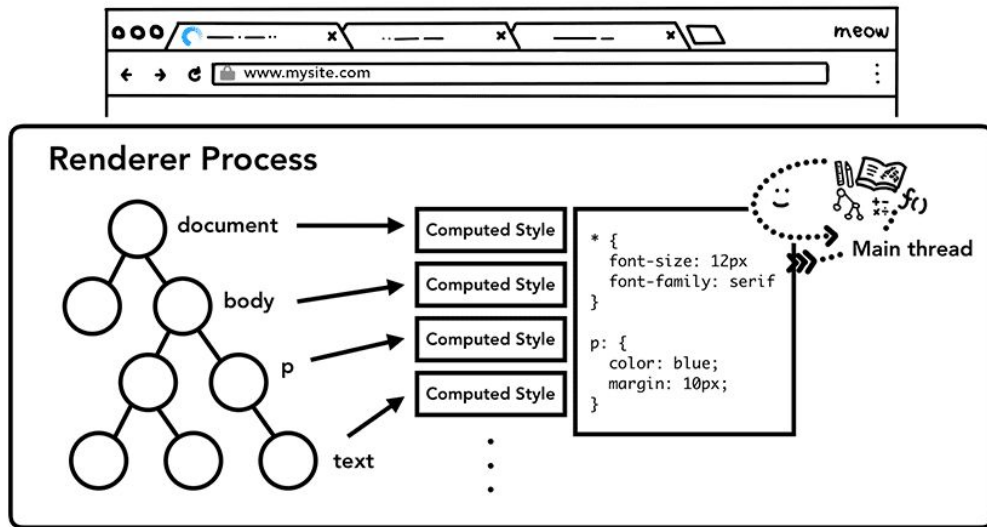 meow
www.mysite.com
Renderer Process
document
body
p
text
Computed Style
Computed Style
Computed Style
Computed Style
* {
font-size: 12px
font-family: serif
}
p: {
color: blue;
margin: 10px;
}
f()
+-
×÷
Main thread